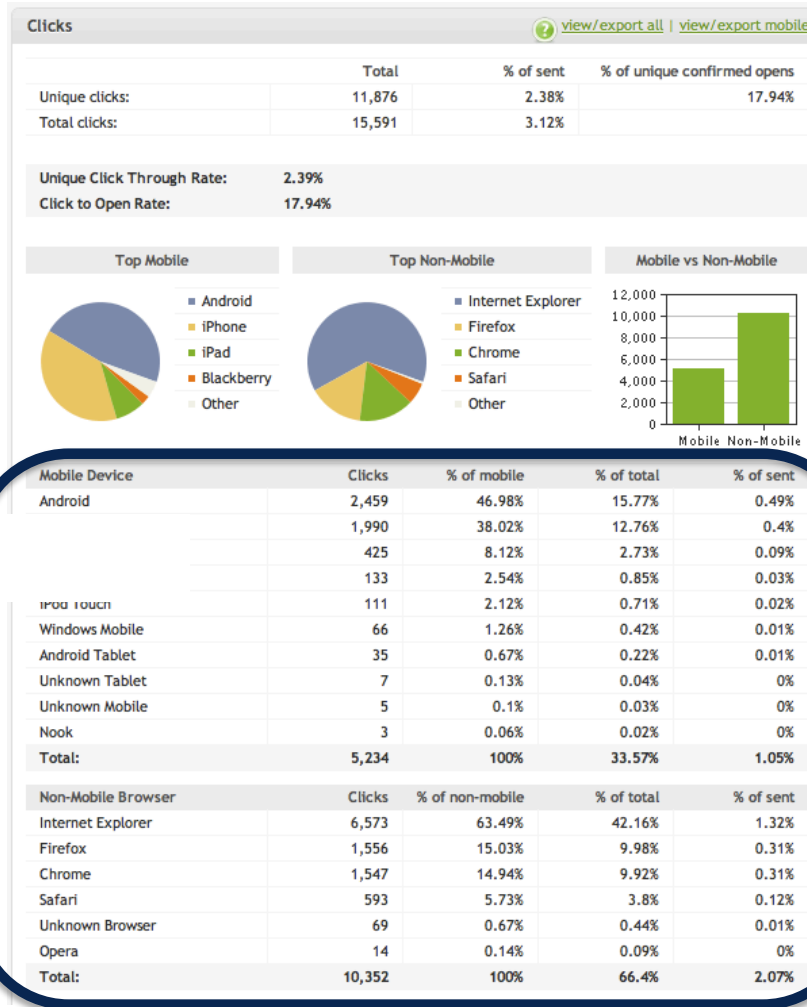 Clicks view/export all | view/export mobile
Total % of sent % of unique confirmed opens
Unique clicks: 11,876 2.38% 17.94%
Total clicks: 15,591 3.12%
Unique Click Through Rate: 2.39%
Click to Open Rate: 17.94%
Top Mobile Top Non-Mobile Mobile vs Non-Mobile
Android Internet Explorer 12,000
iPhone Firefox 10,000
iPad Chrome 8,000
Blackberry Safari 6,000
Other Other 4,000
2,000
0
Mobile Non-Mobile
Mobile Device Clicks % of mobile % of total % of sent
Android 2,459 46.98% 15.77% 0.49%
1,990 38.02% 12.76% 0.4%
425 8.12% 2.73% 0.09%
133 2.54% 0.85% 0.03%
iPod Touch 111 2.12% 0.71% 0.02%
Windows Mobile 66 1.26% 0.42% 0.01%
Android Tablet 35 0.67% 0.22% 0.01%
Unknown Tablet 7 0.13% 0.04% 0%
Unknown Mobile 5 0.1% 0.03% 0%
Nook 3 0.06% 0.02% 0%
Total: 5,234 100% 33.57% 1.05%
Non-Mobile Browser Clicks % of non-mobile % of total % of sent
Internet Explorer 6,573 63.49% 42.16% 1.32%
Firefox 1,556 15.03% 9.98% 0.31%
Chrome 1,547 14.94% 9.92% 0.31%
Safari 593 5.73% 3.8% 0.12%
Unknown Browser 69 0.67% 0.44% 0.01%
Opera 14 0.14% 0.09% 0%
Total: 10,352 100% 66.4% 2.07%